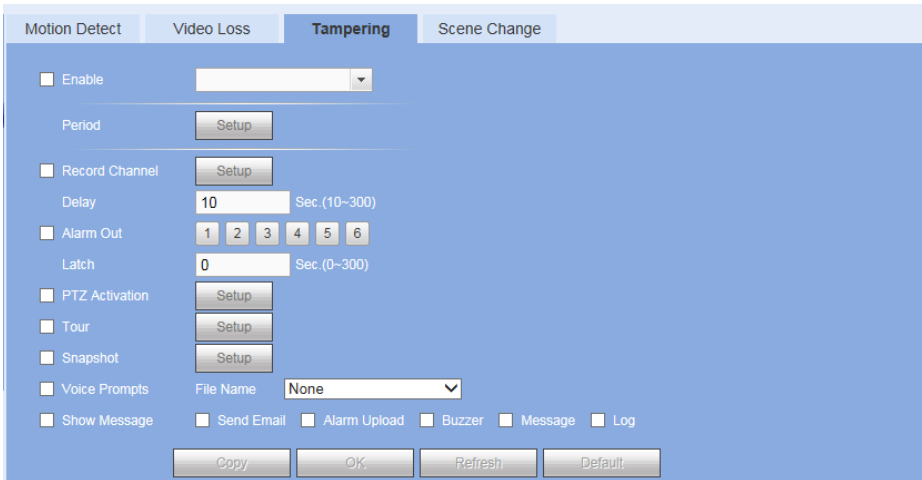 Motion Detect Video Loss Tampering Scene Change
Enable
Period Setup
Record Channel Setup
Delay 10 Sec.(10~300)
Alarm Out 1 2 3 4 5 6
Latch 0 Sec.(0~300)
PTZ Activation Setup
Tour Setup
Snapshot Setup
Voice Prompts File Name None
Show Message Send Email Alarm Upload Buzzer Message Log
Copy OK Refresh Default